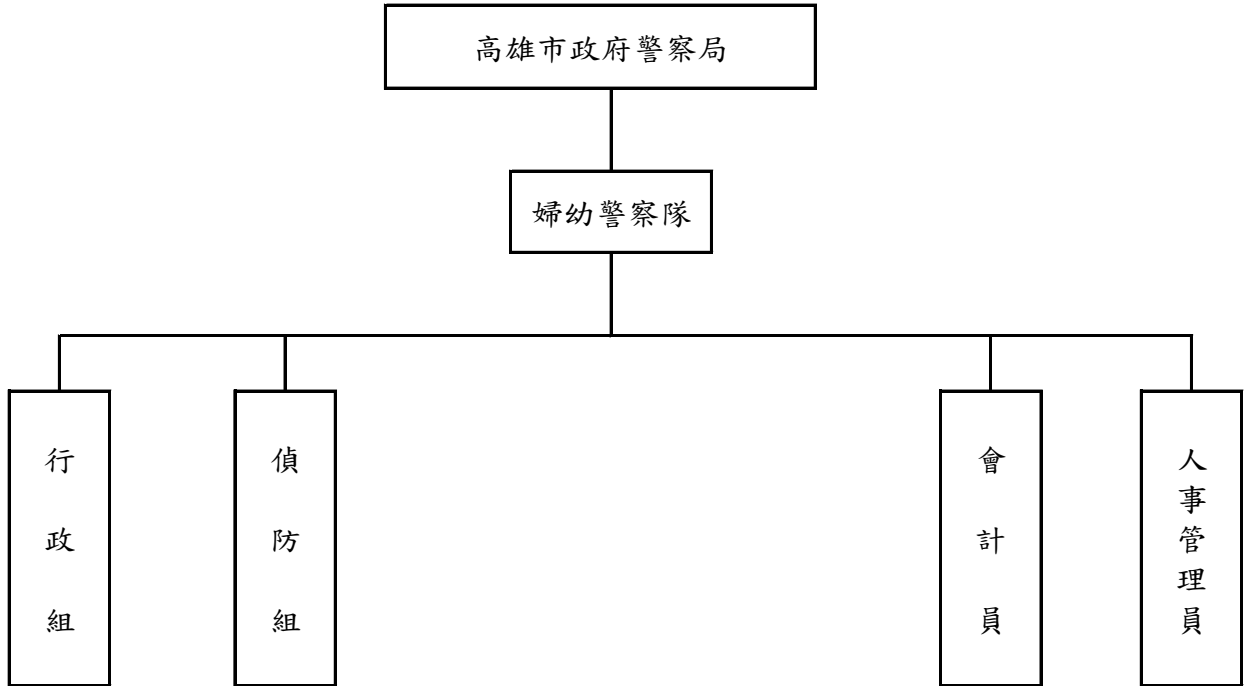 高雄市政府警察局
婦幼警察隊
行政組
偵防組
會計員
人事管理員